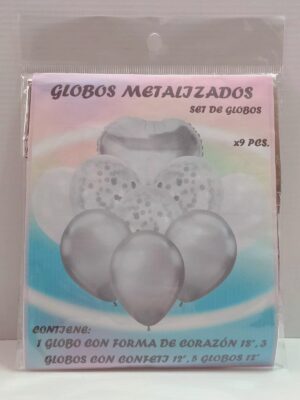 GLOBOS METALIZADOS
SET DE GLOBOS
x9 PCS.
CONTIENE:
1 GLOBO CON FORMA DE CORAZÓN 18", 3
GLOBOS CON CONFETI 12", 5 GLOBOS 12"